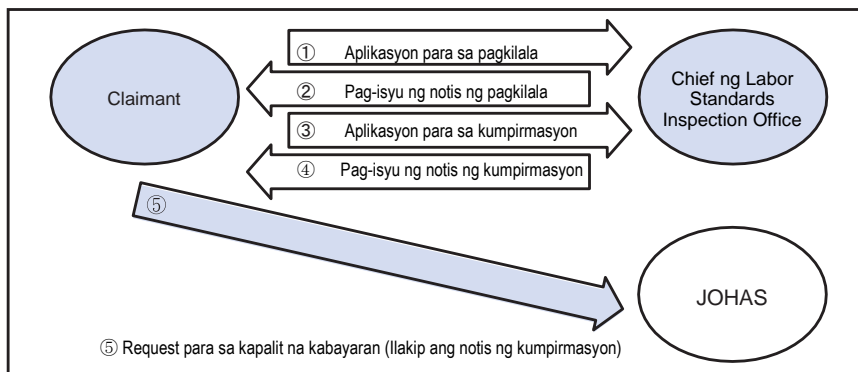 Claimant
① Aplikasyon para sa pagkilala
② Pag-isyu ng notis ng pagkilala
③ Aplikasyon para sa kumpirmasyon
④ Pag-isyu ng notis ng kumpirmasyon
Chief ng Labor
Standards
Inspection Office
⑤
JOHAS
⑤ Request para sa kapalit na kabayaran (Ilakip ang notis ng kumpirmasyon)